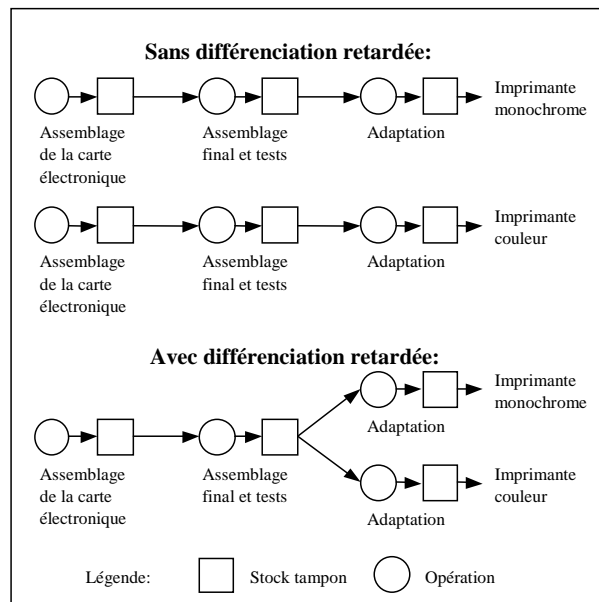 Sans différenciation retardée:
Imprimante
monochrome
Assemblage
de la carte
électronique
Assemblage
final et tests
Adaptation
Imprimante
couleur
Assemblage
de la carte
électronique
Assemblage
final et tests
Adaptation
Avec différenciation retardée:
Imprimante
monochrome
Adaptation
Assemblage
de la carte
électronique
Assemblage
final et tests
Imprimante
couleur
Adaptation
Légende:
Stock tampon
Opération